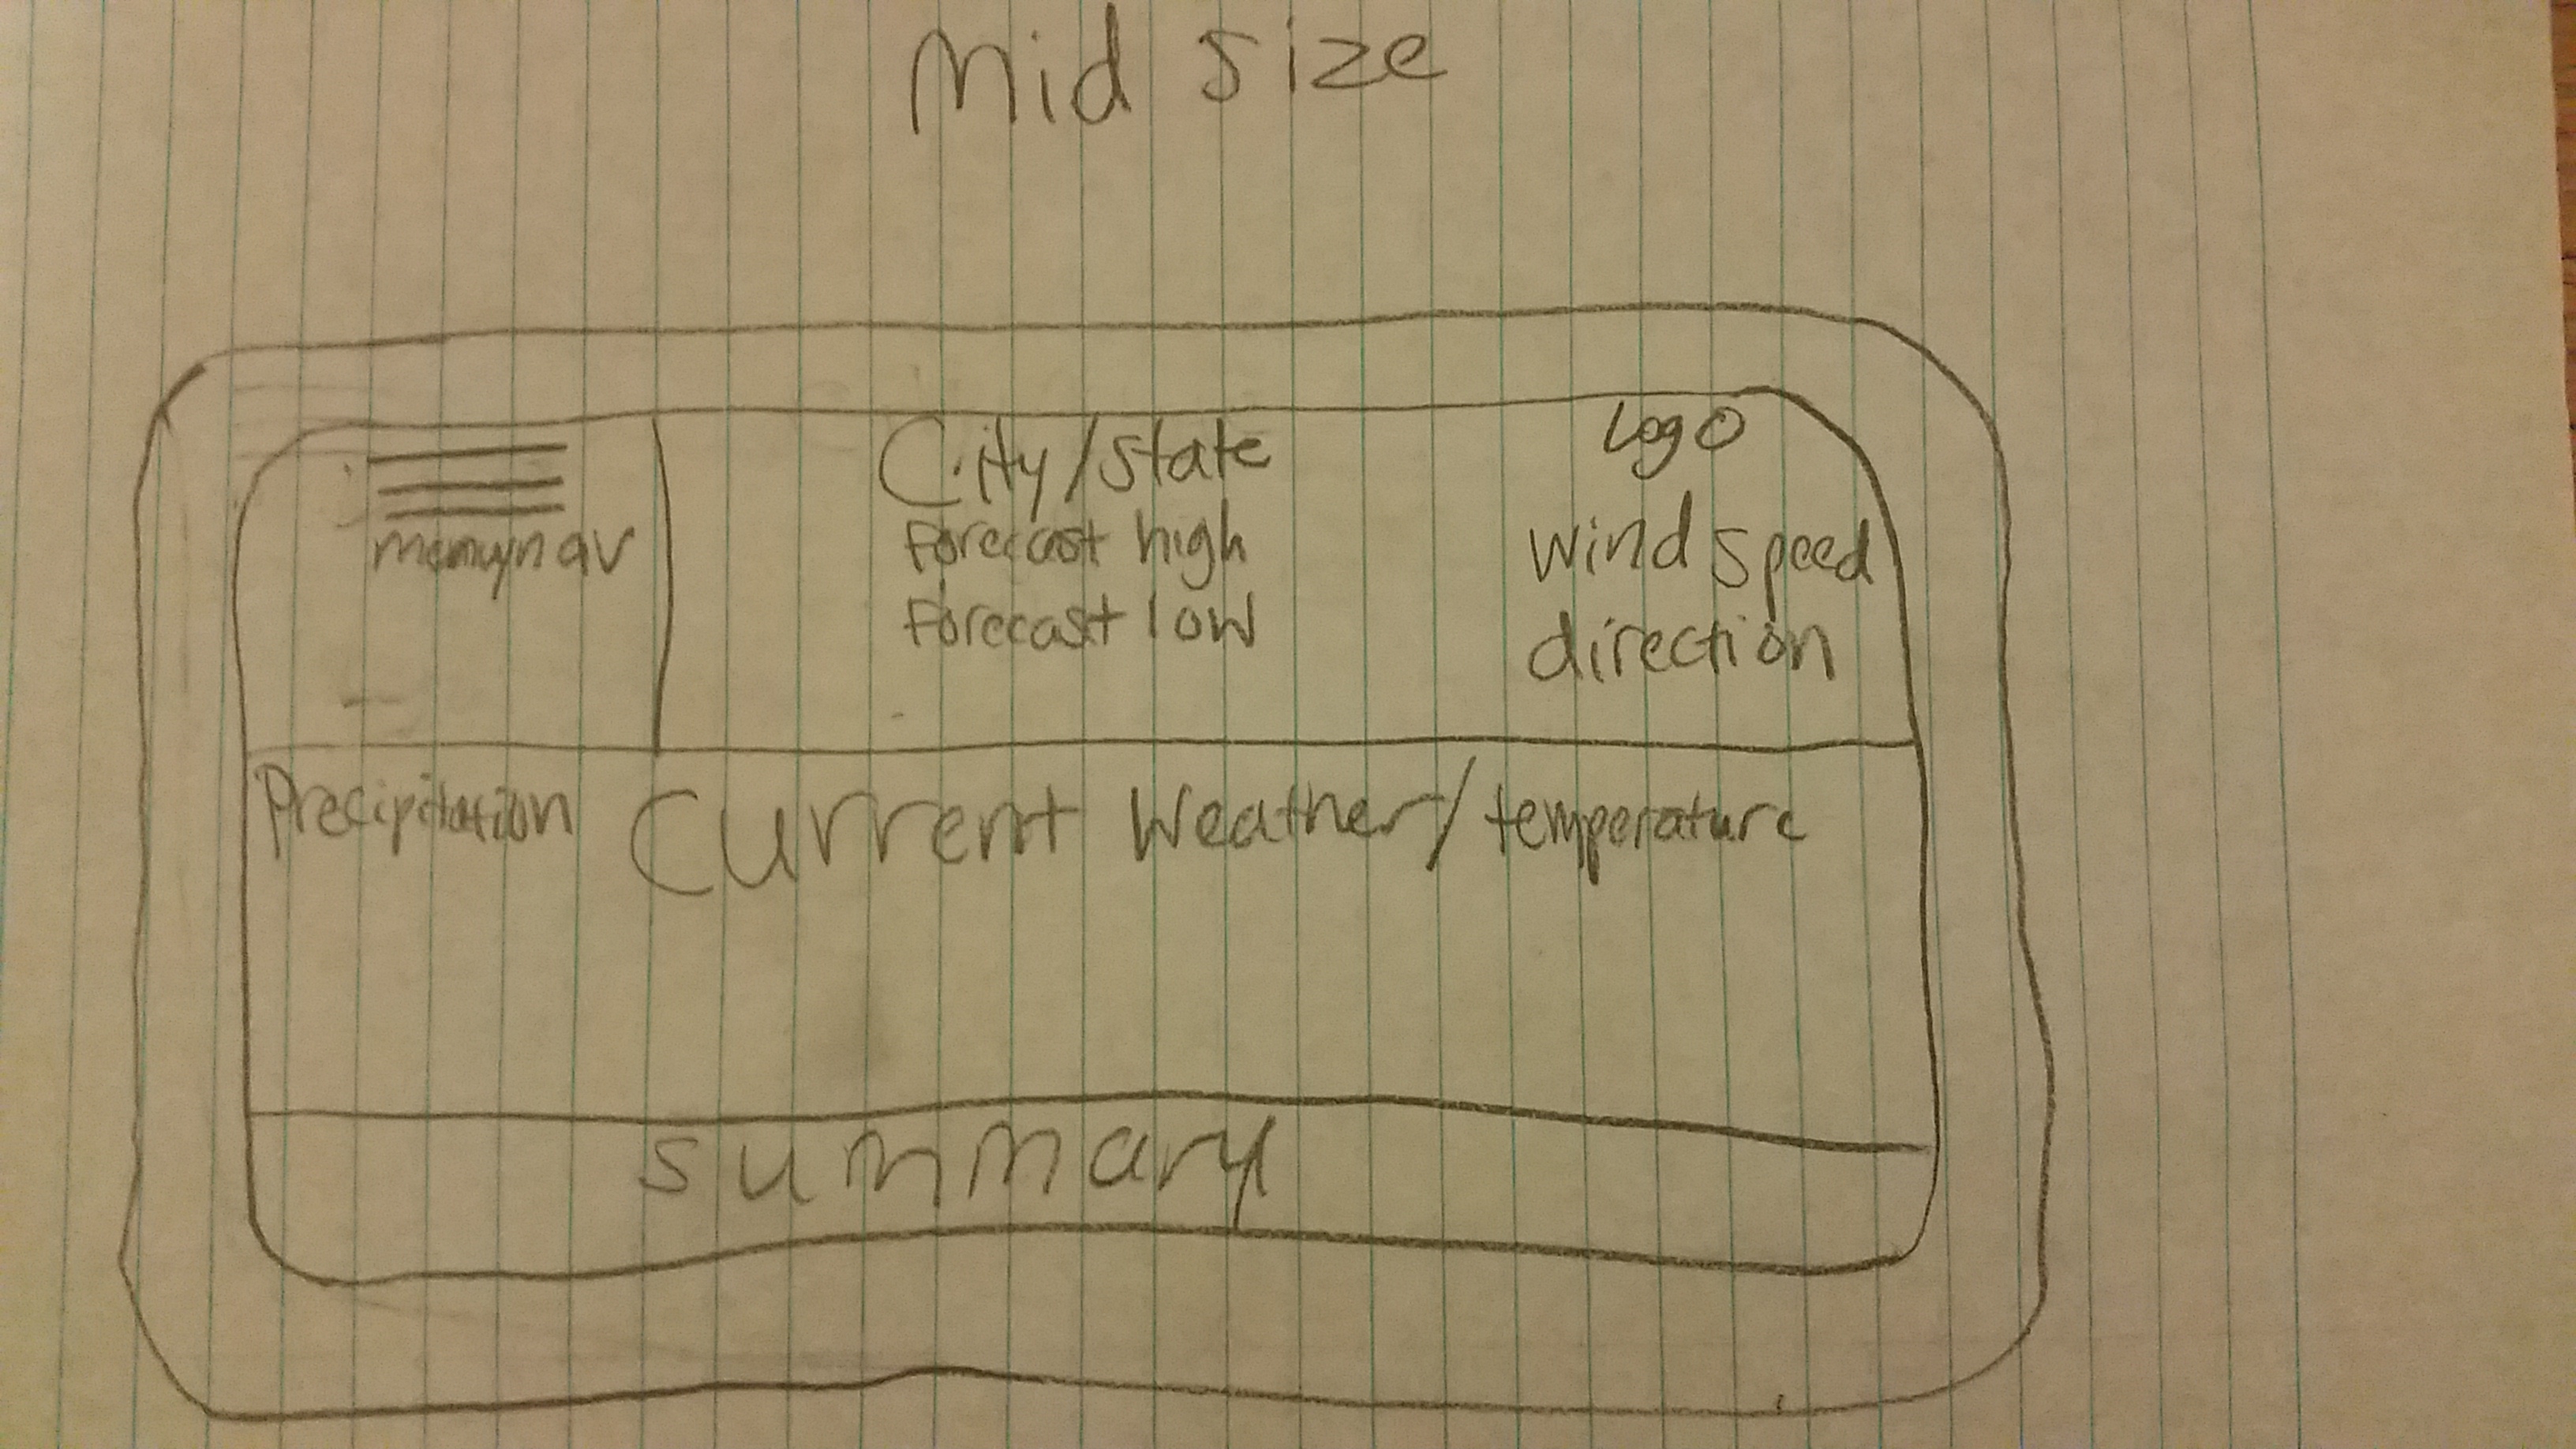 Mid size
City/State
Logo
menu/nav
Forecast high
Forecast low
Wind speed
direction
Precipitation
Current Weather/temperature
summary